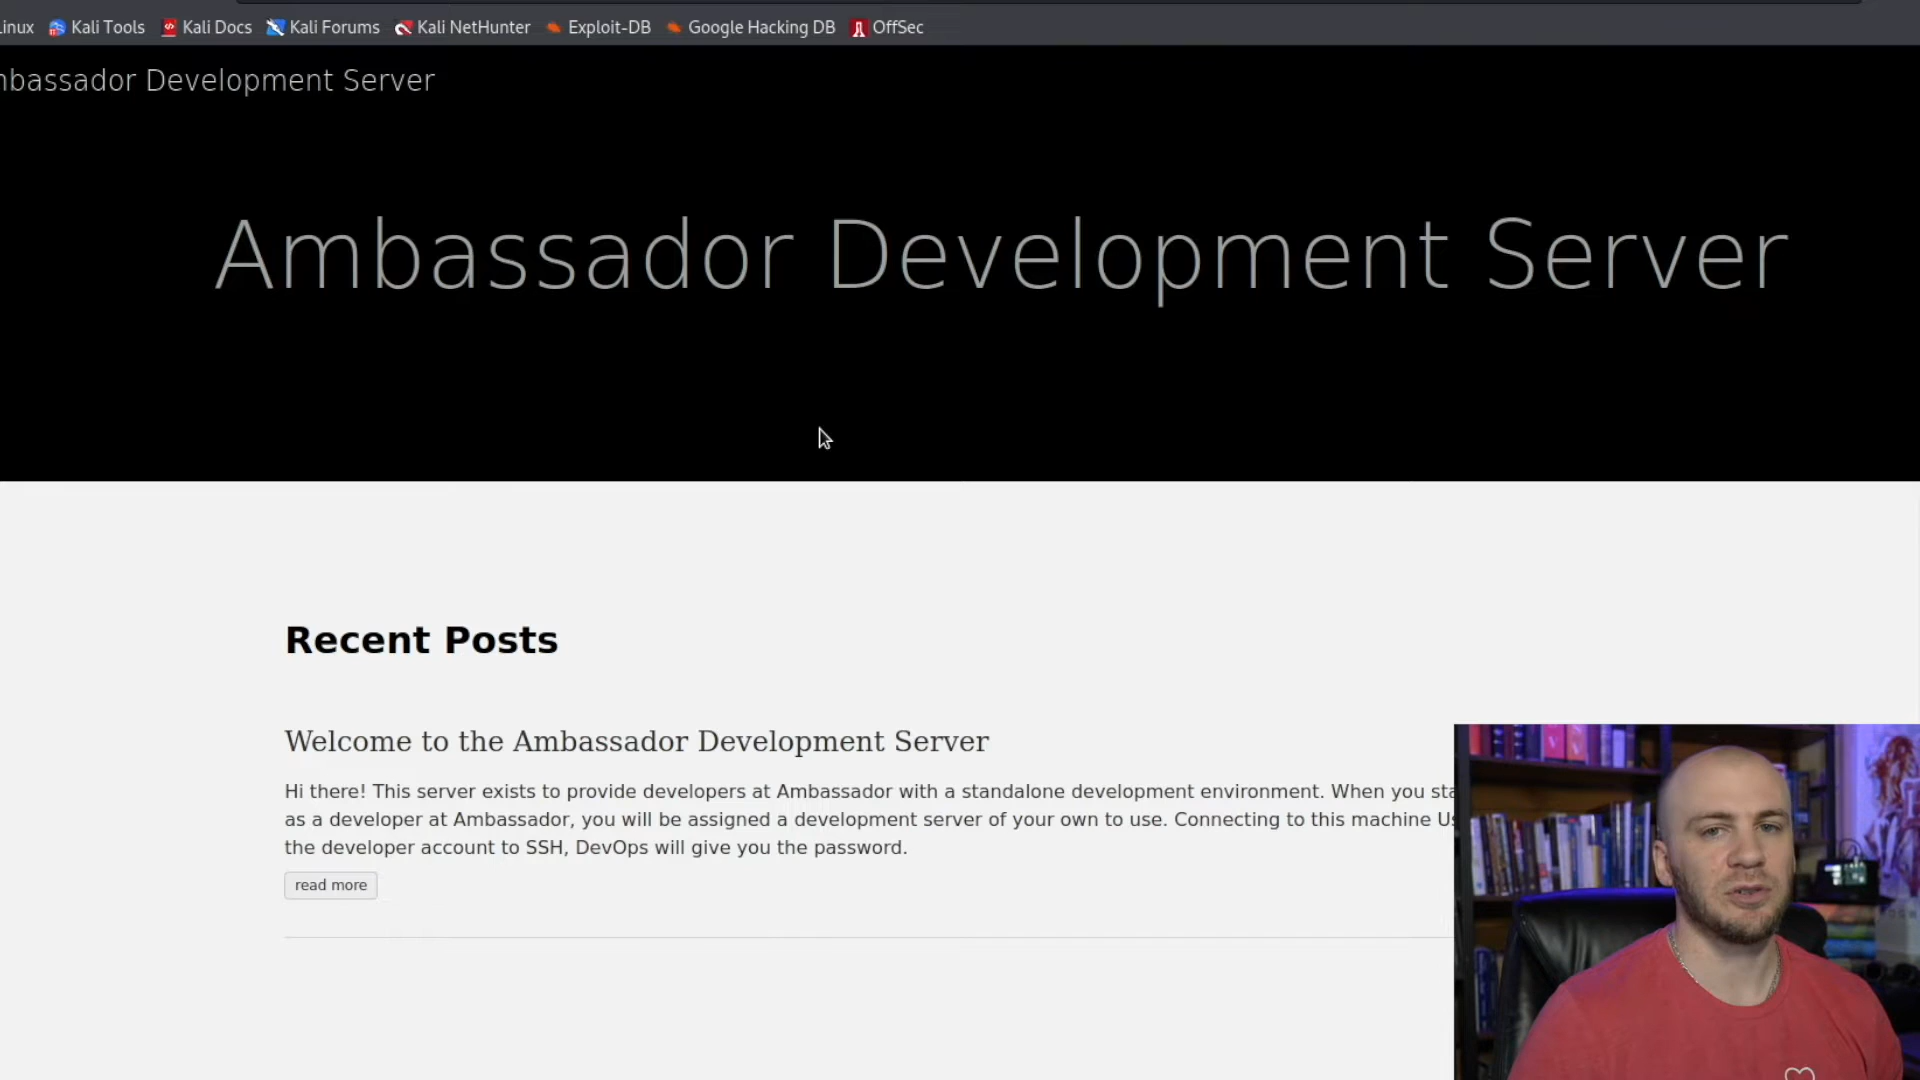 Kali Tools Kali Docs Kali Forums Kali NetHunter Exploit-DB Google Hacking DB OffSec
Development Server
Ambassador Development Server
Recent Posts
Welcome to the Ambassador Development Server
Hi there! This server exists to provide developers at Ambassador with a standalone development environment. When you
as a developer at Ambassador, you will be assigned a development server of your own to use. Connecting to this machine
the developer account to SSH, DevOps will give you the password.
read more